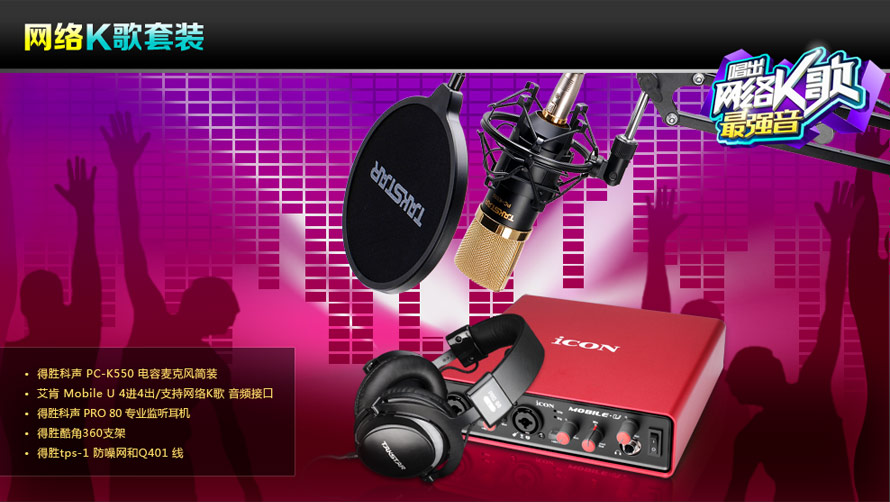 网络K歌套装
唱出
网络K歌
最强音
TAKSTAR
TAKSTAR
iCON
iCON
MOBILE-U
TAKSTAR
• 得胜科声 PC-K550 电容麦克风简装
• 艾肯 Mobile U 4进4出/支持网络K歌 音频接口
• 得胜科声 PRO 80 专业监听耳机
• 得胜酷角360支架
• 得胜tps-1 防噪网和Q401 线